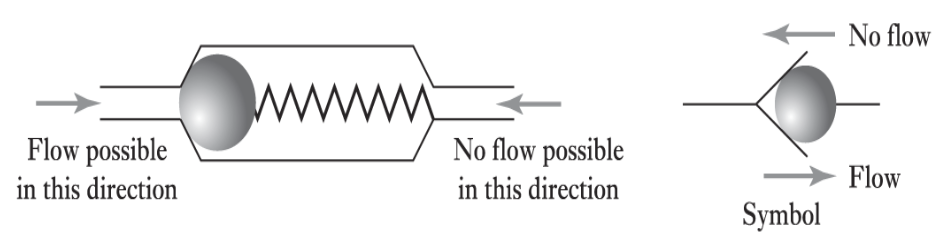 Flow possible
in this direction
No flow possible
in this direction
No flow
Flow
Symbol